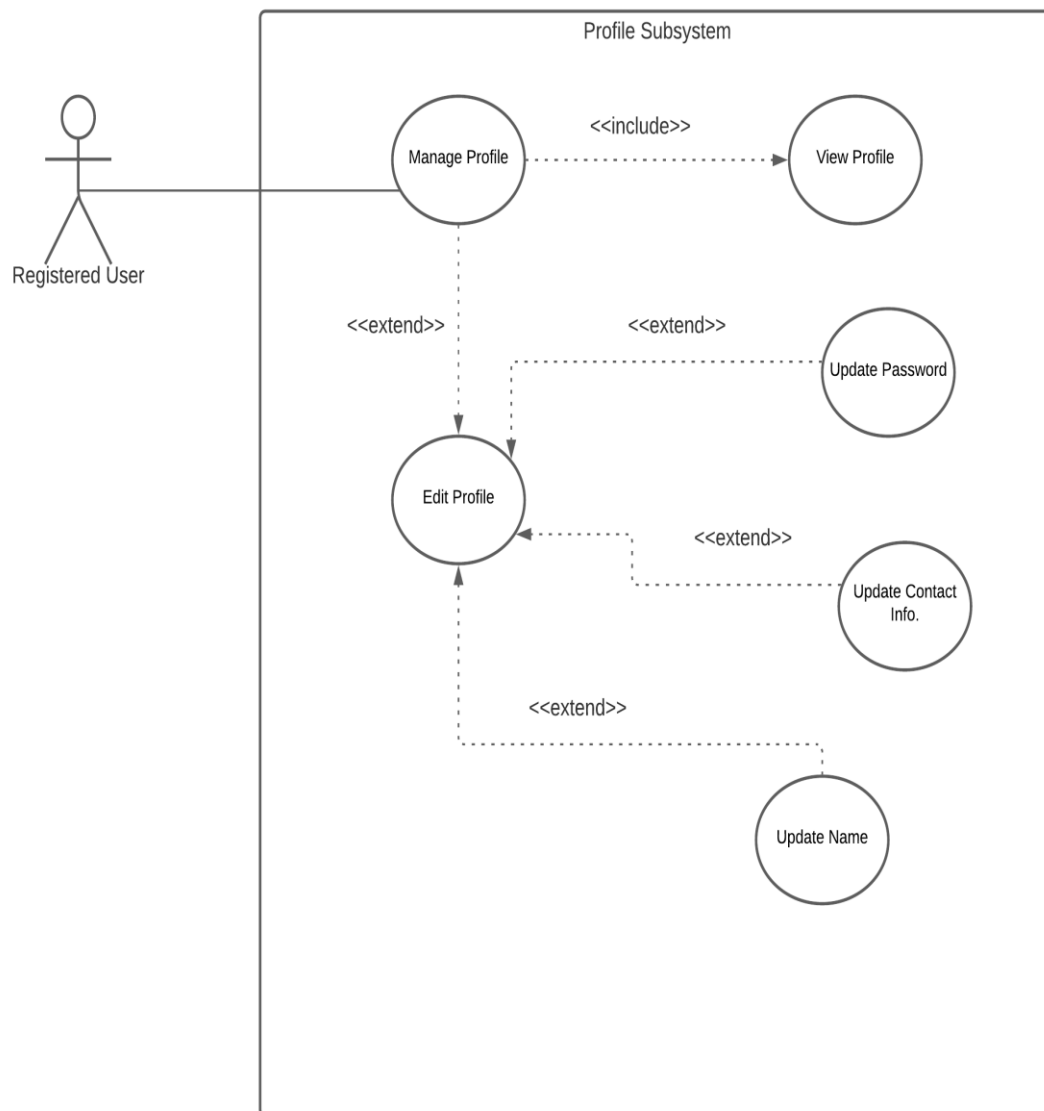 Profile Subsystem
<<include>>
Manage Profile
View Profile
Registered User
<<extend>>
<<extend>>
Update Password
Edit Profile
<<extend>>
Update Contact
Info.
<<extend>>
Update Name